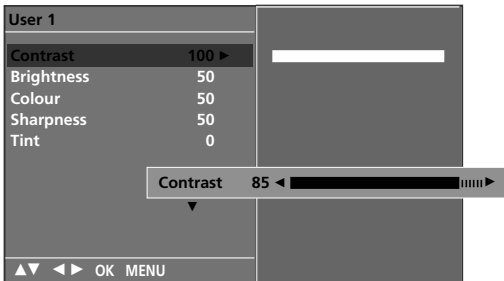 User 1
Contrast 100 ►
Brightness 50
Colour 50
Sharpness 50
Tint 0
Contrast 85 ◄ ►
▼
▲▼ ◄► OK MENU